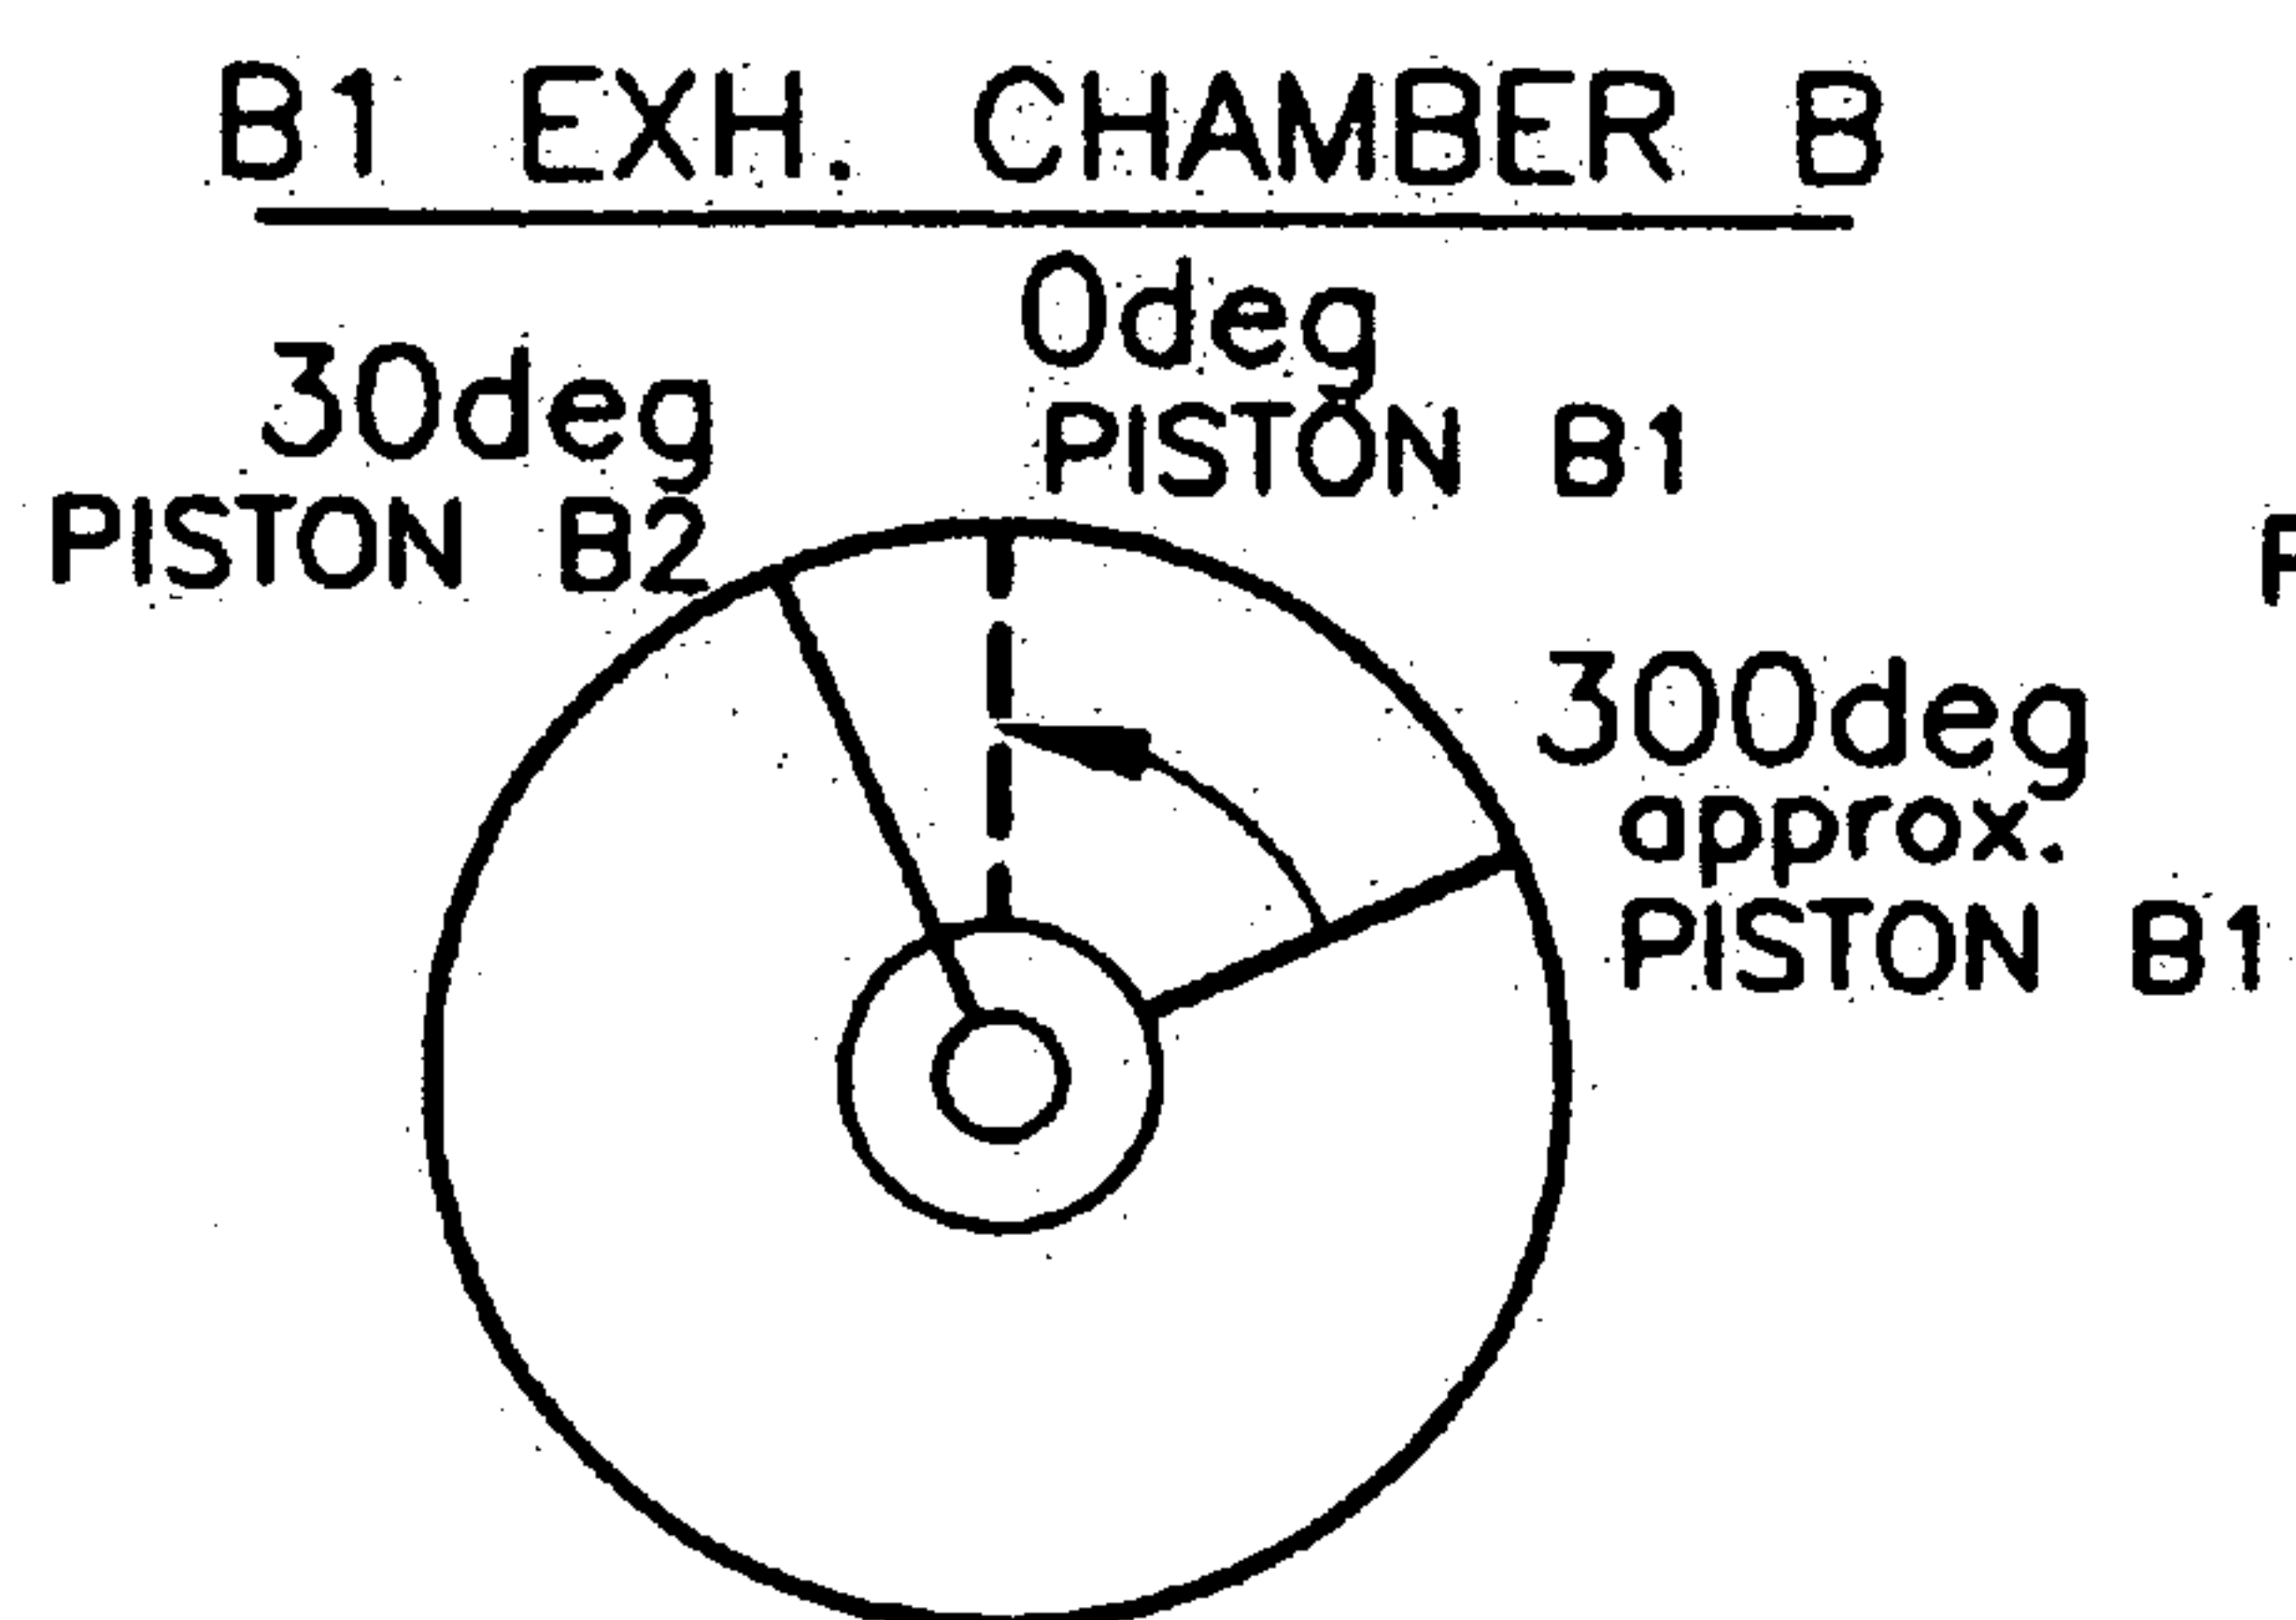 B1 EXH. CHAMBER B
0deg
PISTON B1
30deg
PISTON B2
300deg
approx.
PISTON B1